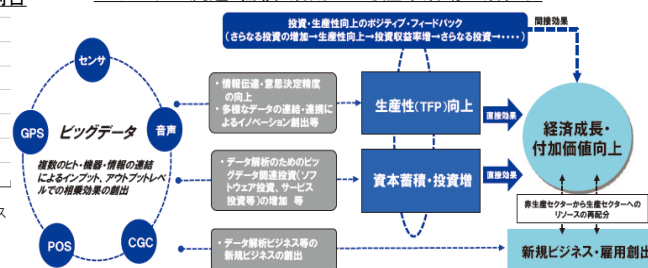 投資・生産性向上のポジティブ・フィードバック
(さらなる投資の増加→生産性向上→投資収益率増→さらなる投資→・・・・)
間接効果
センサ
GPS
音声
ビッグデータ
複数のヒト・機器・情報の連結
によるインプット、アウトプットレベ
ルでの相乗効果の創出
POS
CGC
・情報伝達・意思決定精度
の向上
・多様なデータの連結・連携に
よるイノベーション創出等
・データ解析のためのビッ
グデータ関連投資(ソフ
トウェア投資、サービス
投資等)の増加 等
・データ解析ビジネス等の
新規ビジネスの創出
生産性(TFP)向上
直接効果
資本蓄積・投資増
直接効果
経済成長・
付加価値向上
非生産セクターから生産セクターへの
リソースの再配分
新規ビジネス・雇用創出
ス